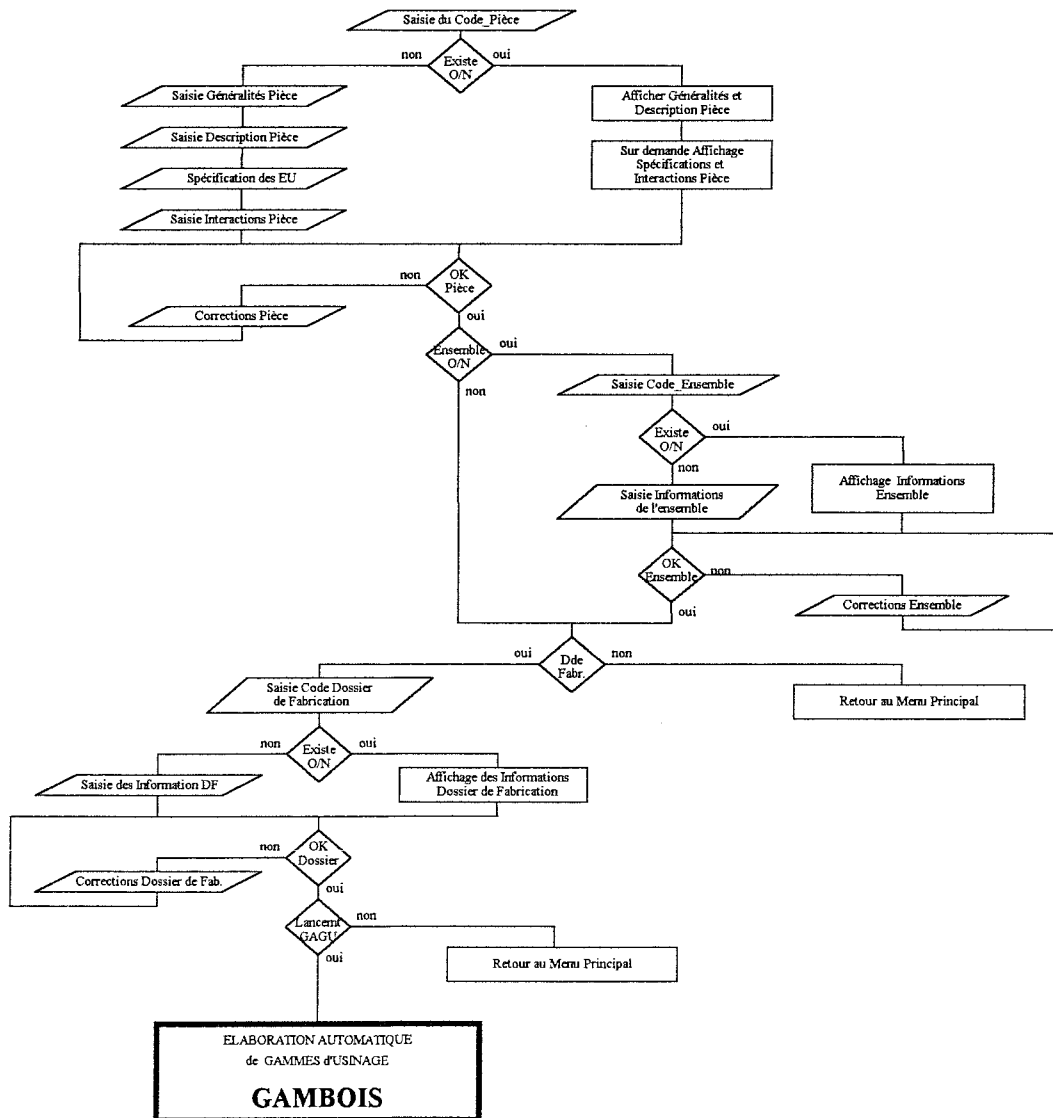 Saisie du Code_Pièce
non
oui
Existe
O/N
Saisie Généralités Pièce
Afficher Généralités et
Description Pièce
Saisie Description Pièce
Sur demande Affichage
Spécifications et
Interactions Pièce
Spécification des EU
Saisie Interactions Pièce
non
OK
Pièce
Corrections Pièce
oui
Ensemble
O/N
oui
non
Saisie Code_Ensemble
Existe
O/N
oui
non
Saisie Informations
de l'ensemble
Affichage Informations
Ensemble
OK
Ensemble
non
Corrections Ensemble
oui
oui
Dde
Fabr.
non
Saisie Code Dossier
de Fabrication
Retour au Menu Principal
non
Existe
O/N
oui
Saisie des Information DF
Affichage des Informations
Dossier de Fabrication
non
OK
Dossier
Corrections Dossier de Fab.
oui
Lancemt
GAGU
non
oui
Retour au Menu Principal
ELABORATION AUTOMATIQUE
de GAMMES d'USINAGE
GAMBOIS